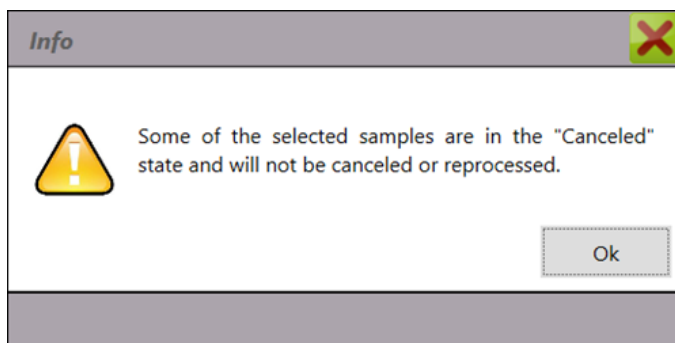 Info
Some of the selected samples are in the "Canceled"
state and will not be canceled or reprocessed.
Ok